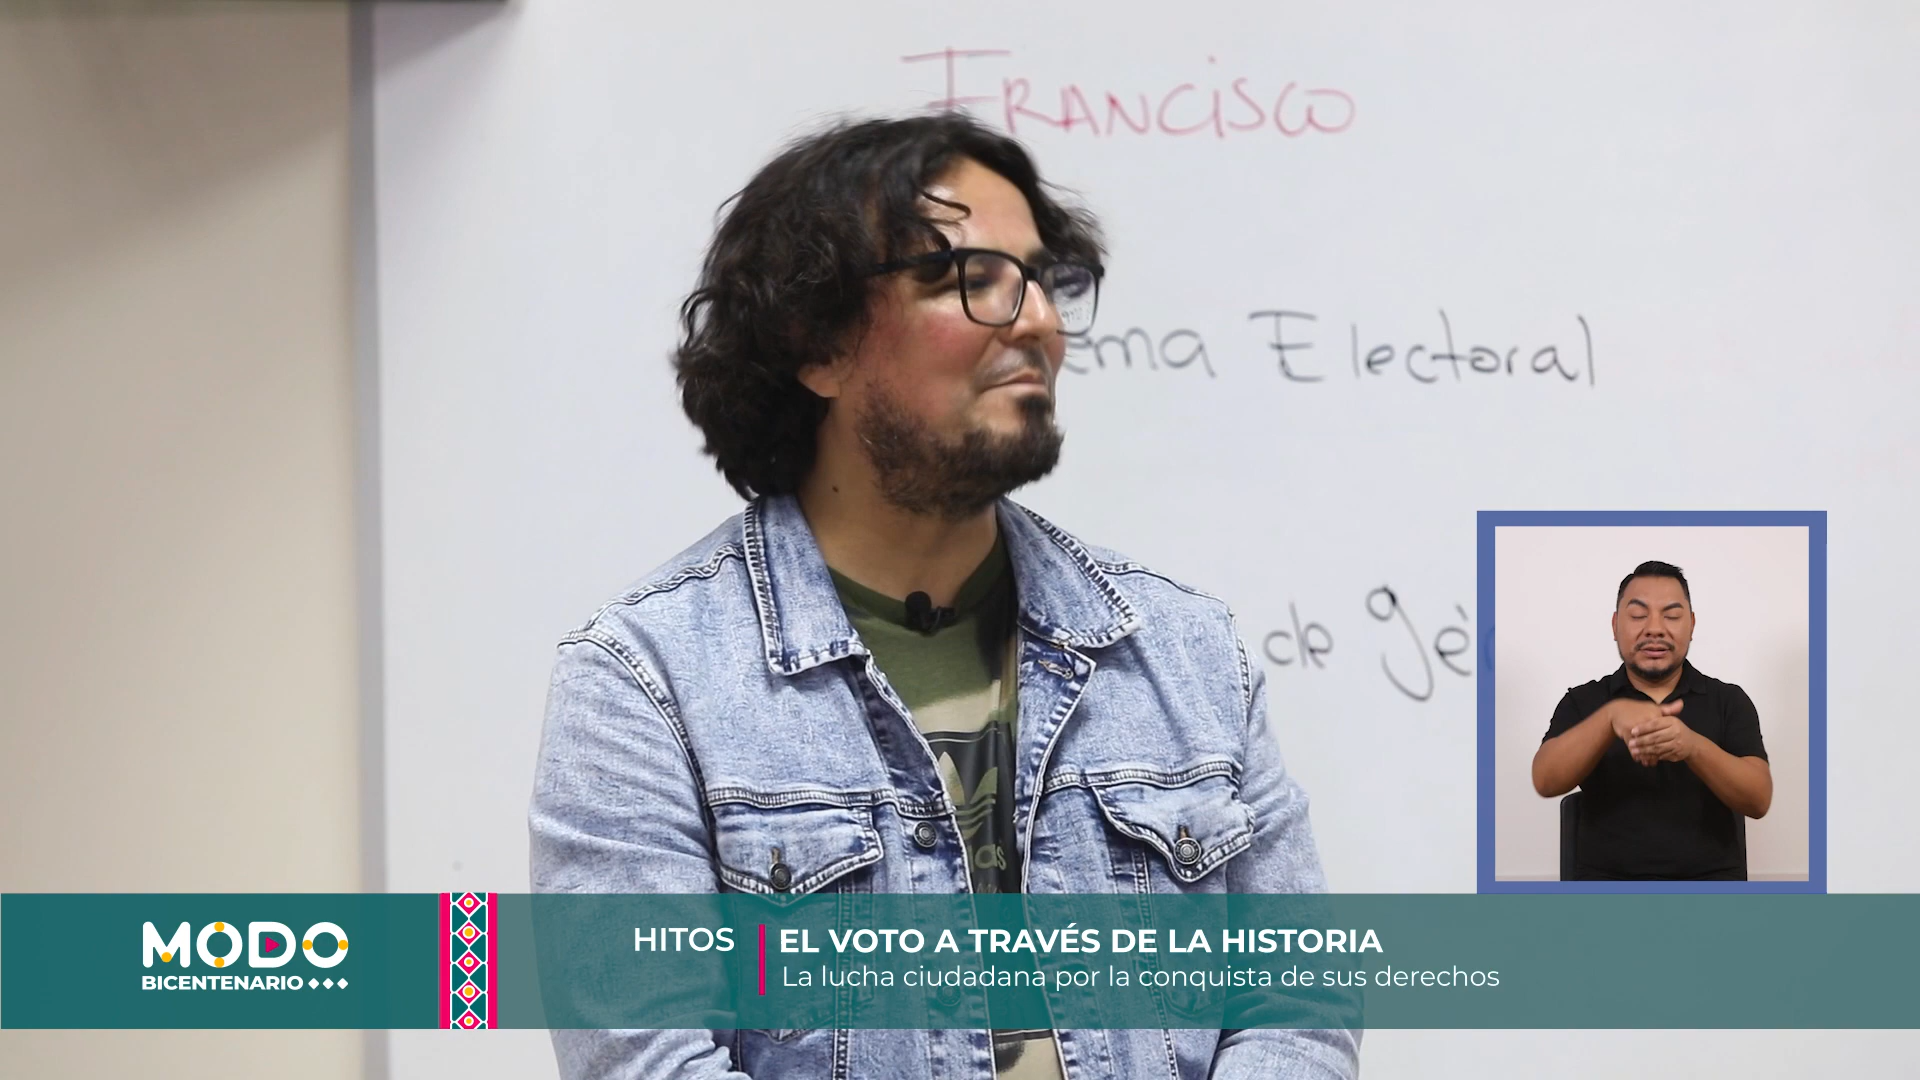 FRANCISCO
Electoral
de
MODO
BICENTENARIO
HITOS
EL VOTO A TRAVÉS DE LA HISTORIA
La lucha ciudadana por la conquista de sus derechos